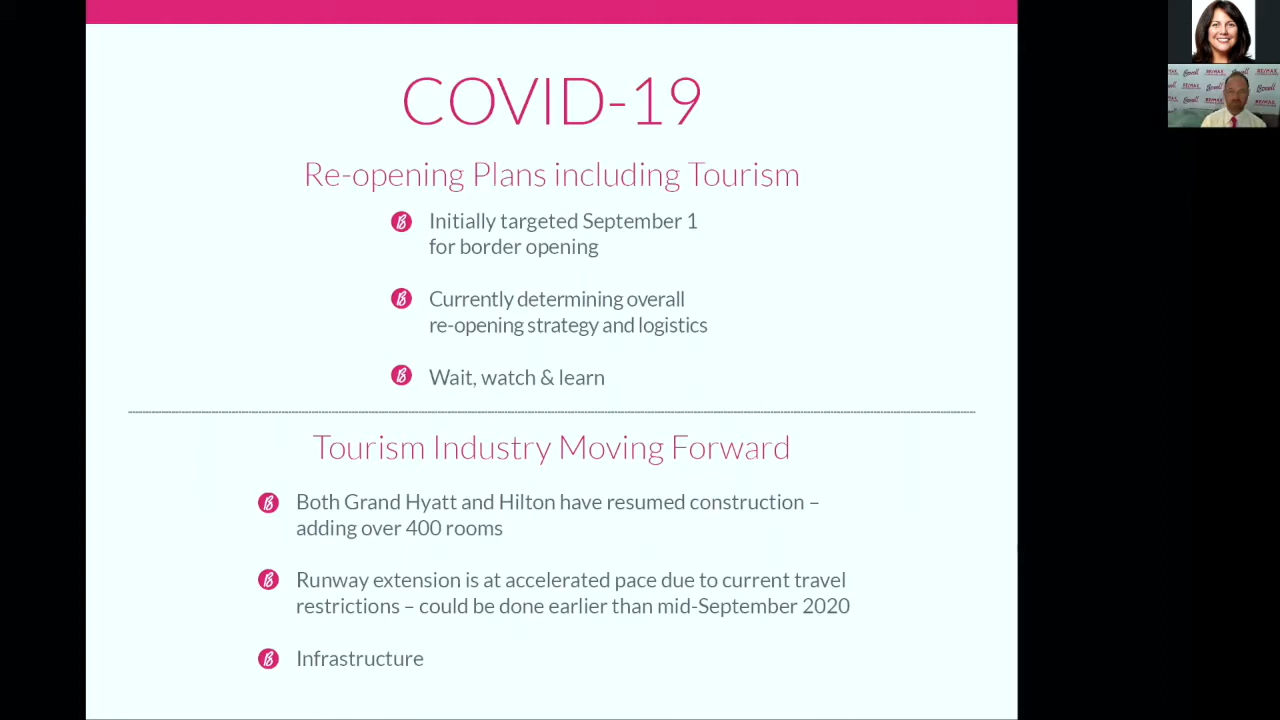 COVID-19
Re-opening Plans including Tourism
Initially targeted September 1
for border opening
Currently determining overall
re-opening strategy and logistics
Wait, watch & learn
Tourism Industry Moving Forward
Both Grand Hyatt and Hilton have resumed construction –
adding over 400 rooms
Runway extension is at accelerated pace due to current travel
restrictions – could be done earlier than mid-September 2020
Infrastructure